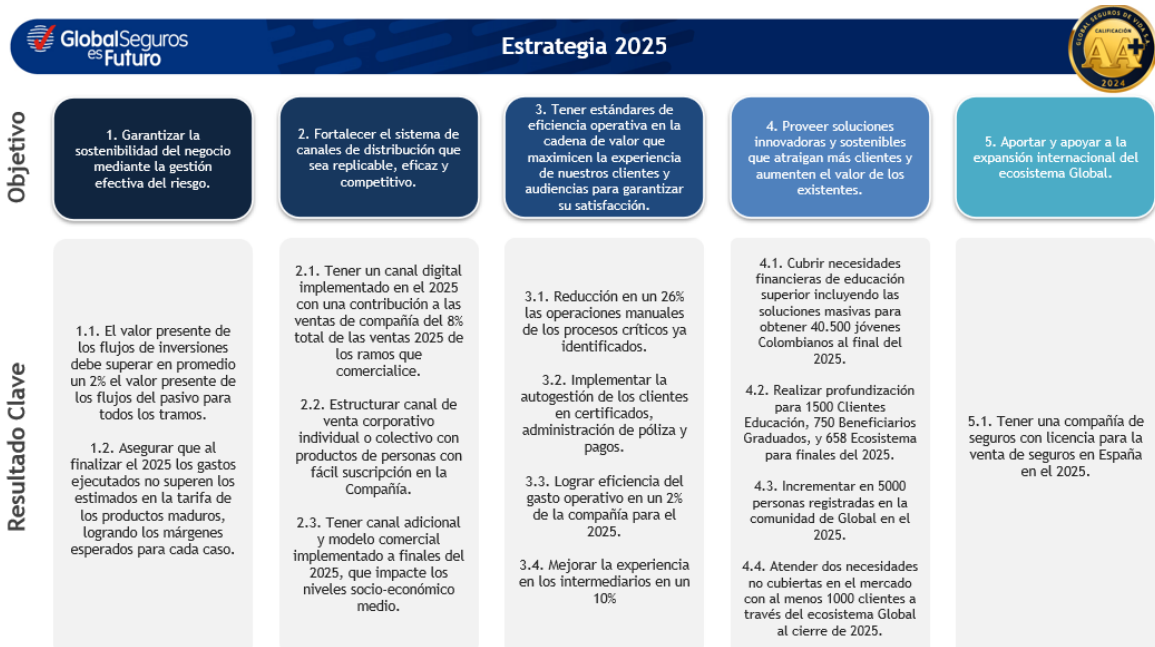 GlobalSeguros
es Futuro
Estrategia 2025
GLOBAL SEGUROS DE VIDA S.A.
CALIFICACIÓN
AA+
2024
Objetivo
1. Garantizar la
sostenibilidad del negocio
mediante la gestión
efectiva del riesgo.
2. Fortalecer el sistema de
canales de distribución que
sea replicable, eficaz y
competitivo.
3. Tener estándares de
eficiencia operativa en la
cadena de valor que
maximicen la experiencia
de nuestros clientes y
audiencias para garantizar
su satisfacción.
4. Proveer soluciones
innovadoras y sostenibles
que atraigan más clientes y
aumenten el valor de los
existentes.
5. Aportar y apoyar a la
expansión internacional del
ecosistema Global.
Resultado Clave
1.1. El valor presente de
los flujos de inversiones
debe superar en promedio
un 2% el valor presente de
los flujos del pasivo para
todos los tramos.
1.2. Asegurar que al
finalizar el 2025 los gastos
ejecutados no superen los
estimados en la tarifa de
los productos maduros,
logrando los márgenes
esperados para cada caso.
2.1. Tener un canal digital
implementado en el 2025
con una contribución a las
ventas de compañía del 8%
total de las ventas 2025 de
los ramos que
comercialice.
2.2. Estructurar canal de
venta corporativo
individual o colectivo con
productos de personas con
fácil suscripción en la
Compañía.
2.3. Tener canal adicional
y modelo comercial
implementado a finales del
2025, que impacte los
niveles socio-económico
medio.
3.1. Reducción en un 26%
las operaciones manuales
de los procesos críticos ya
identificados.
3.2. Implementar la
autogestión de los clientes
en certificados,
administración de póliza y
pagos.
3.3. Lograr eficiencia del
gasto operativo en un 2%
de la compañía para el
2025.
3.4. Mejorar la experiencia
en los intermediarios en un
10%
4.1. Cubrir necesidades
financieras de educación
superior incluyendo las
soluciones masivas para
obtener 40.500 jóvenes
Colombianos al final del
2025.
4.2. Realizar profundización
para 1500 Clientes
Educación, 750 Beneficiarios
Graduados, y 658 Ecosistema
para finales del 2025.
4.3. Incrementar en 5000
personas registradas en la
comunidad de Global en el
2025.
4.4. Atender dos necesidades
no cubiertas en el mercado
con al menos 1000 clientes a
través del ecosistema Global
al cierre de 2025.
5.1. Tener una compañía de
seguros con licencia para la
venta de seguros en España
en el 2025.